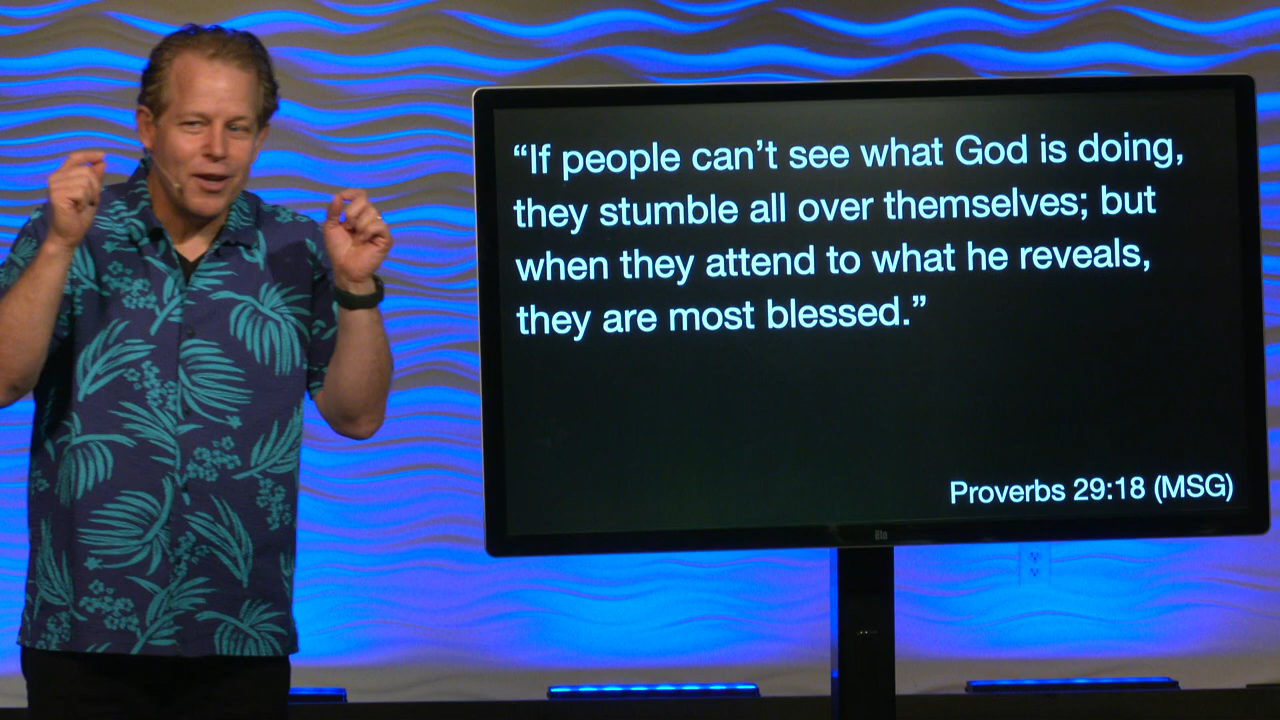 “If people can’t see what God is doing,
they stumble all over themselves; but
when they attend to what he reveals,
they are most blessed.”
Proverbs 29:18 (MSG)
elo